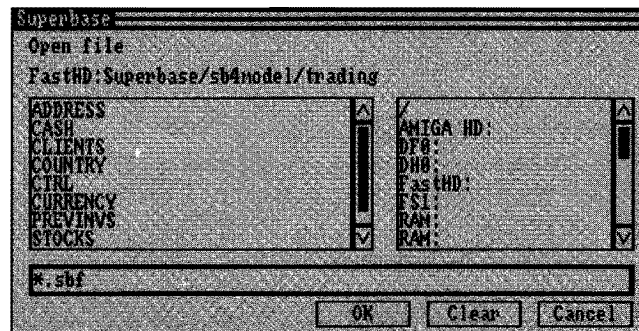 Superbase
Open file
FastHD:Superbase/sb4model/trading
ADDRESS
CASH
CLIENTS
COUNTRY
CTRL
CURRENCY
PREVINVS
STOCKS
/
AMIGA HD:
DF0:
DH0:
FastHD:
FS1:
RAM:
RAM:
*.sbf
OK
Clear
Cancel